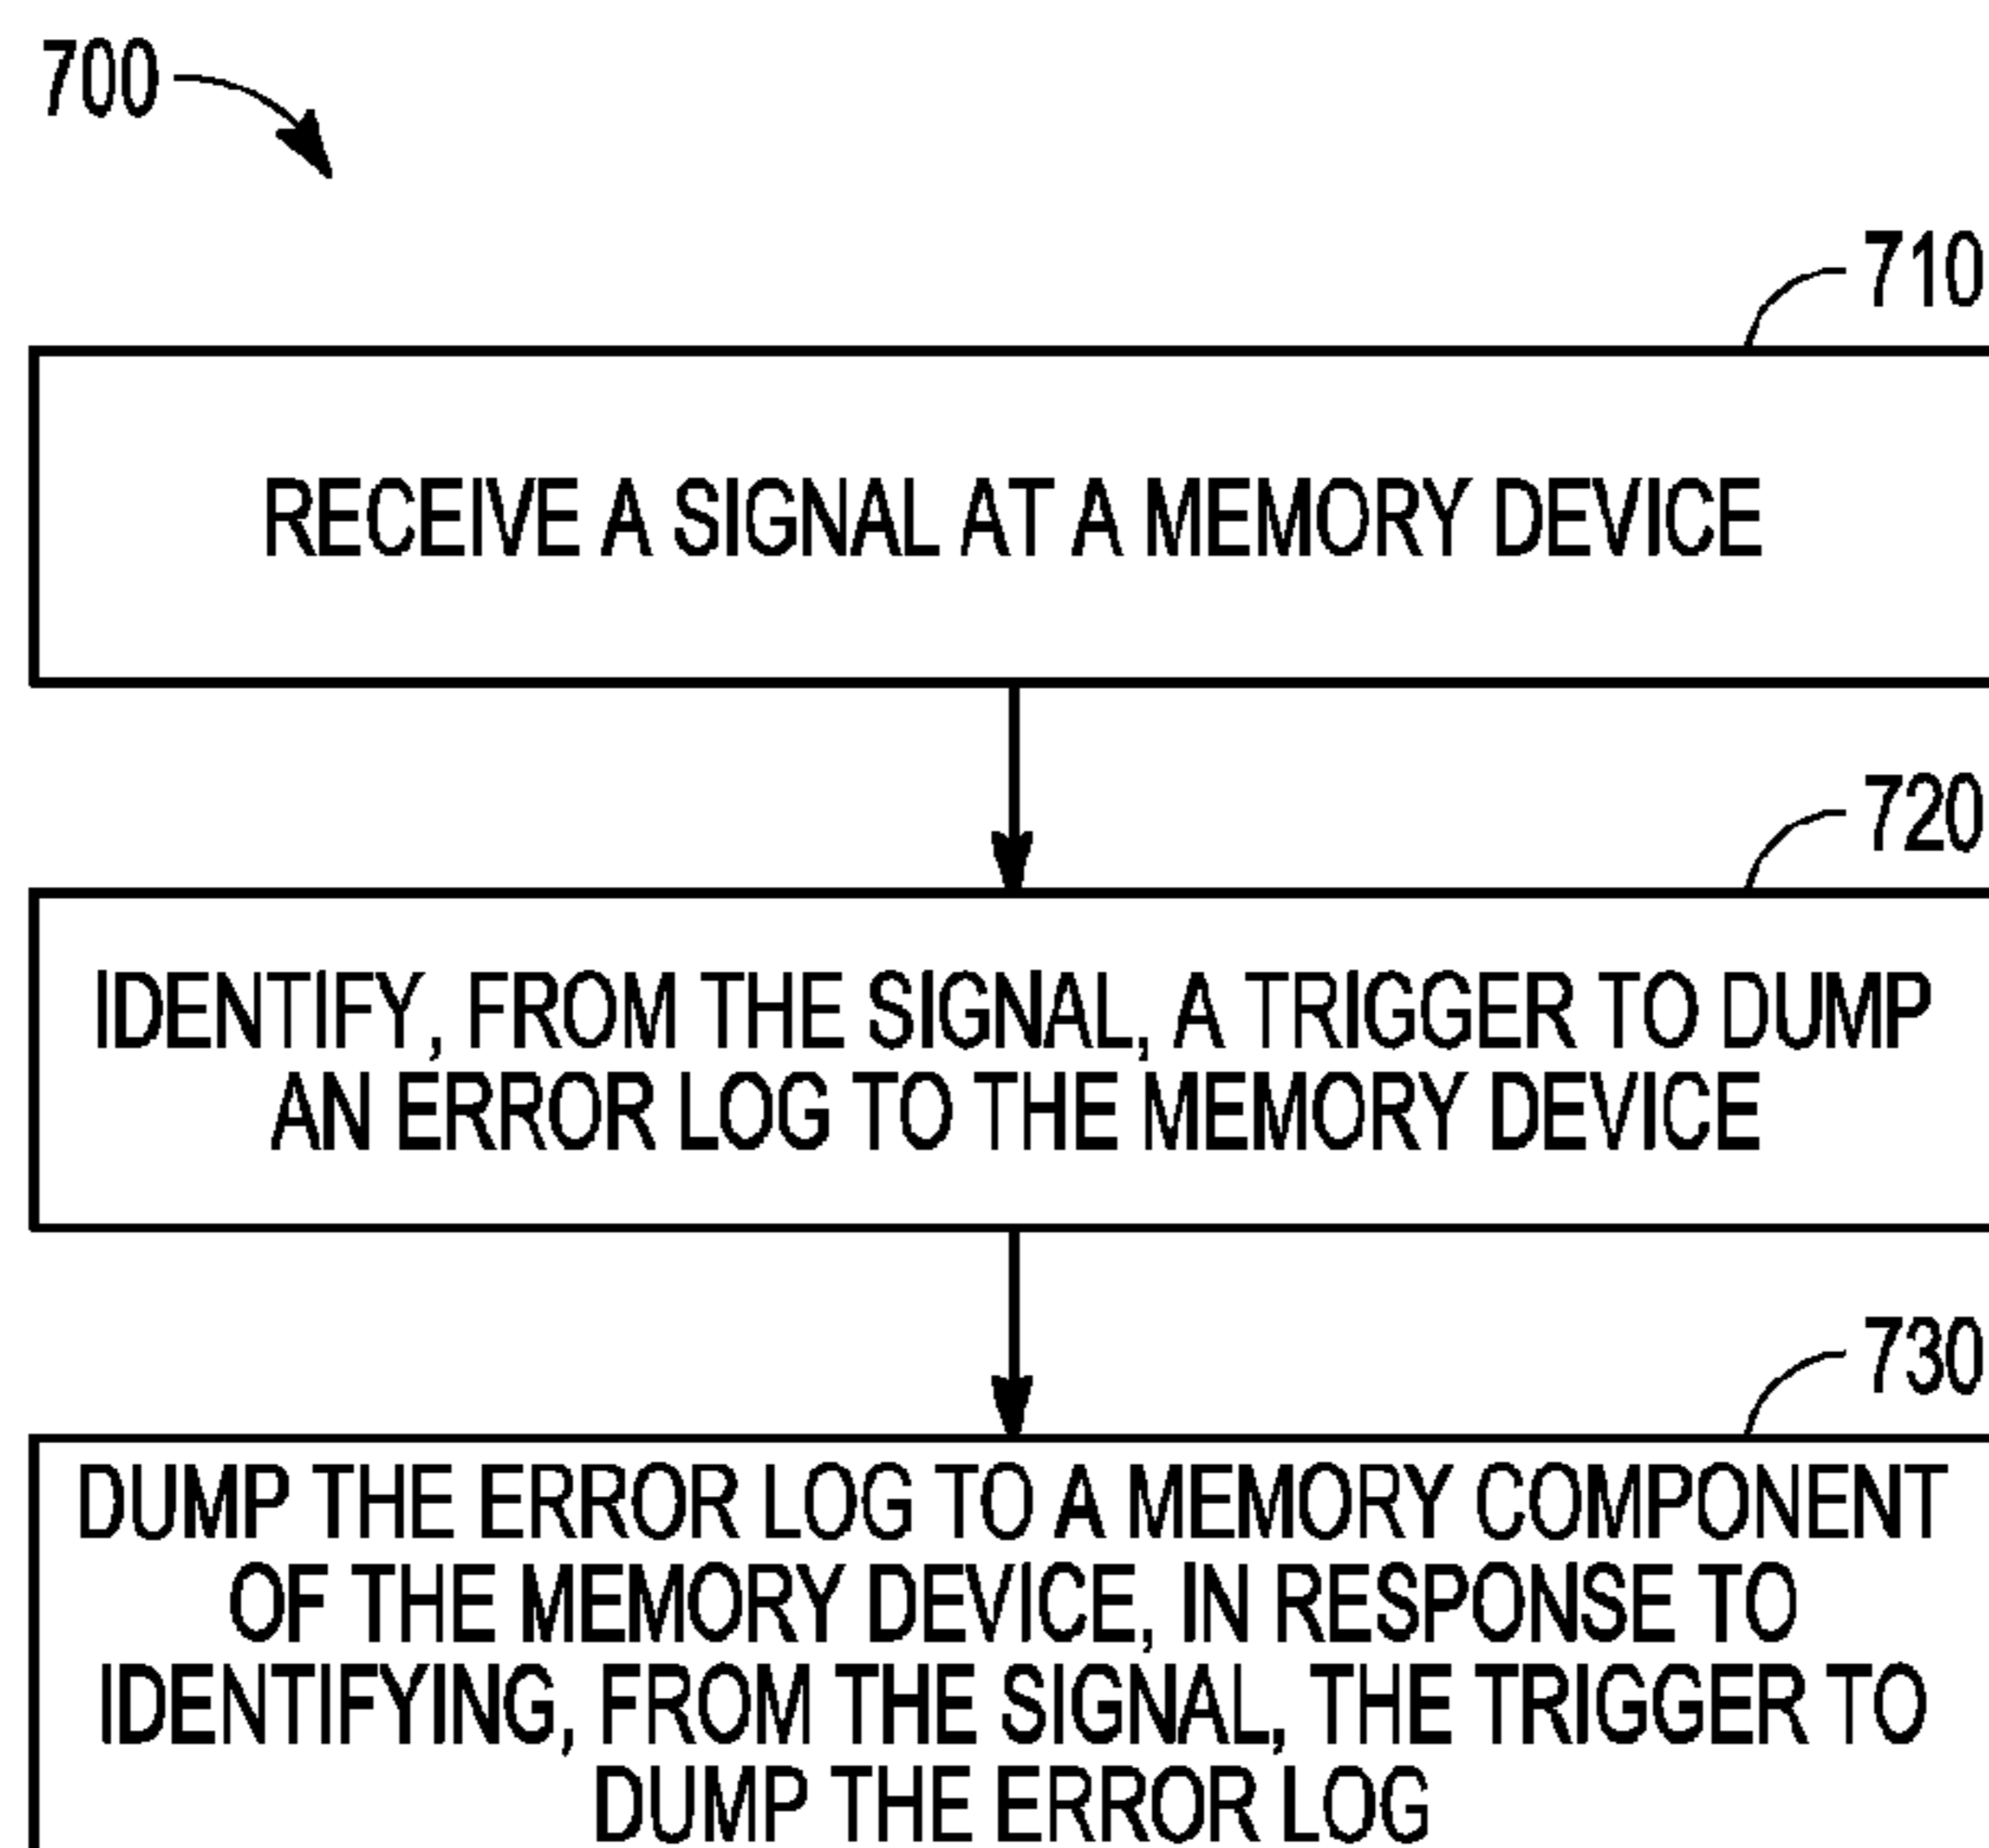 700
710
RECEIVE A SIGNAL AT A MEMORY DEVICE
720
IDENTIFY, FROM THE SIGNAL, A TRIGGER TO DUMP
AN ERROR LOG TO THE MEMORY DEVICE
730
DUMP THE ERROR LOG TO A MEMORY COMPONENT
OF THE MEMORY DEVICE, IN RESPONSE TO
IDENTIFYING, FROM THE SIGNAL, THE TRIGGER TO
DUMP THE ERROR LOG